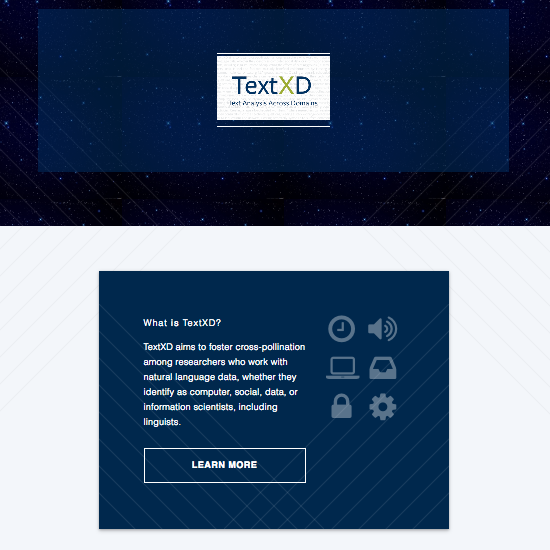 TextXD
Text Analysis Across Domains
What is TextXD?
TextXD aims to foster cross-pollination
among researchers who work with
natural language data, whether they
identify as computer, social, data, or
information scientists, including
linguists.
LEARN MORE